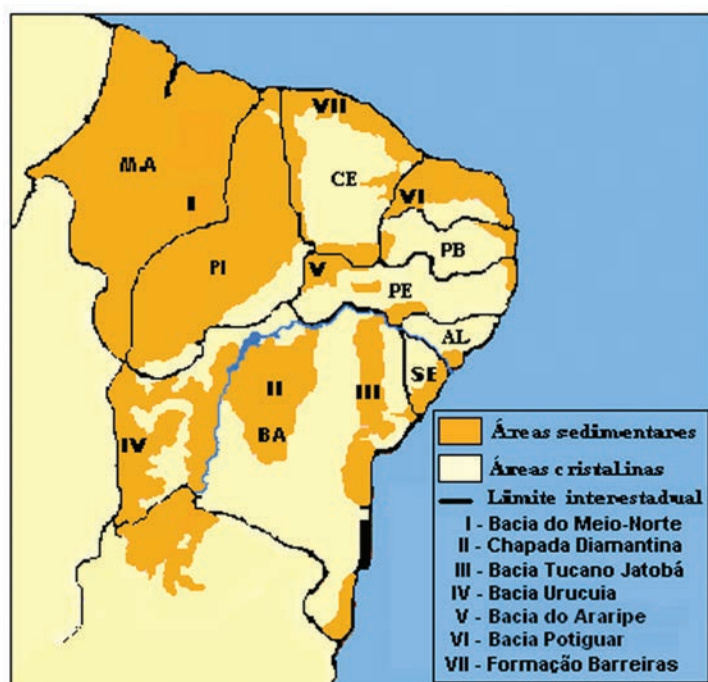 VII
MA
CE
I
VI
PI
V
PB
PE
AL
SE
II
III
BA
IV
Áreas sedimentares
Áreas cristalinas
Limite interestadual
I - Bacia do Meio-Norte
II - Chapada Diamantina
III - Bacia Tucano Jatobá
IV - Bacia Urucuia
V - Bacia do Araripe
VI - Bacia Potiguar
VII - Formação Barreiras